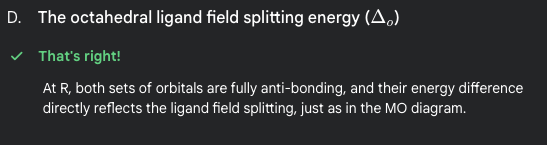 D. The octahedral ligand field splitting energy (Δₒ)
✓ That's right!
At R, both sets of orbitals are fully anti-bonding, and their energy difference
directly reflects the ligand field splitting, just as in the MO diagram.